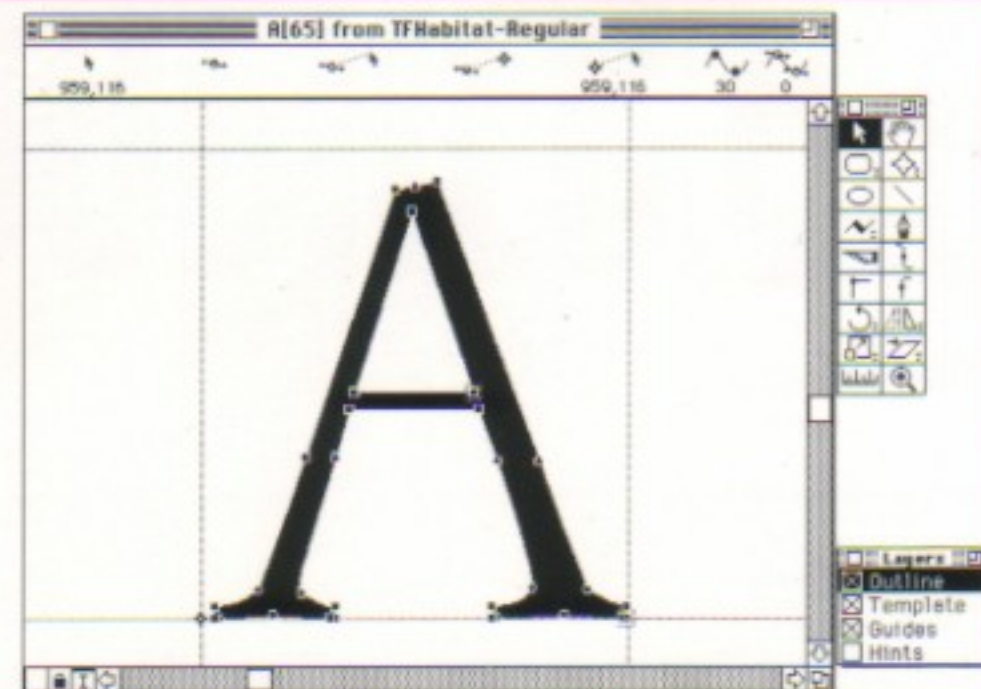 A[65] from TFHabitat-Regular
959,116 959,116 30 0
A
Layers
Outline
Template
Guides
Hints